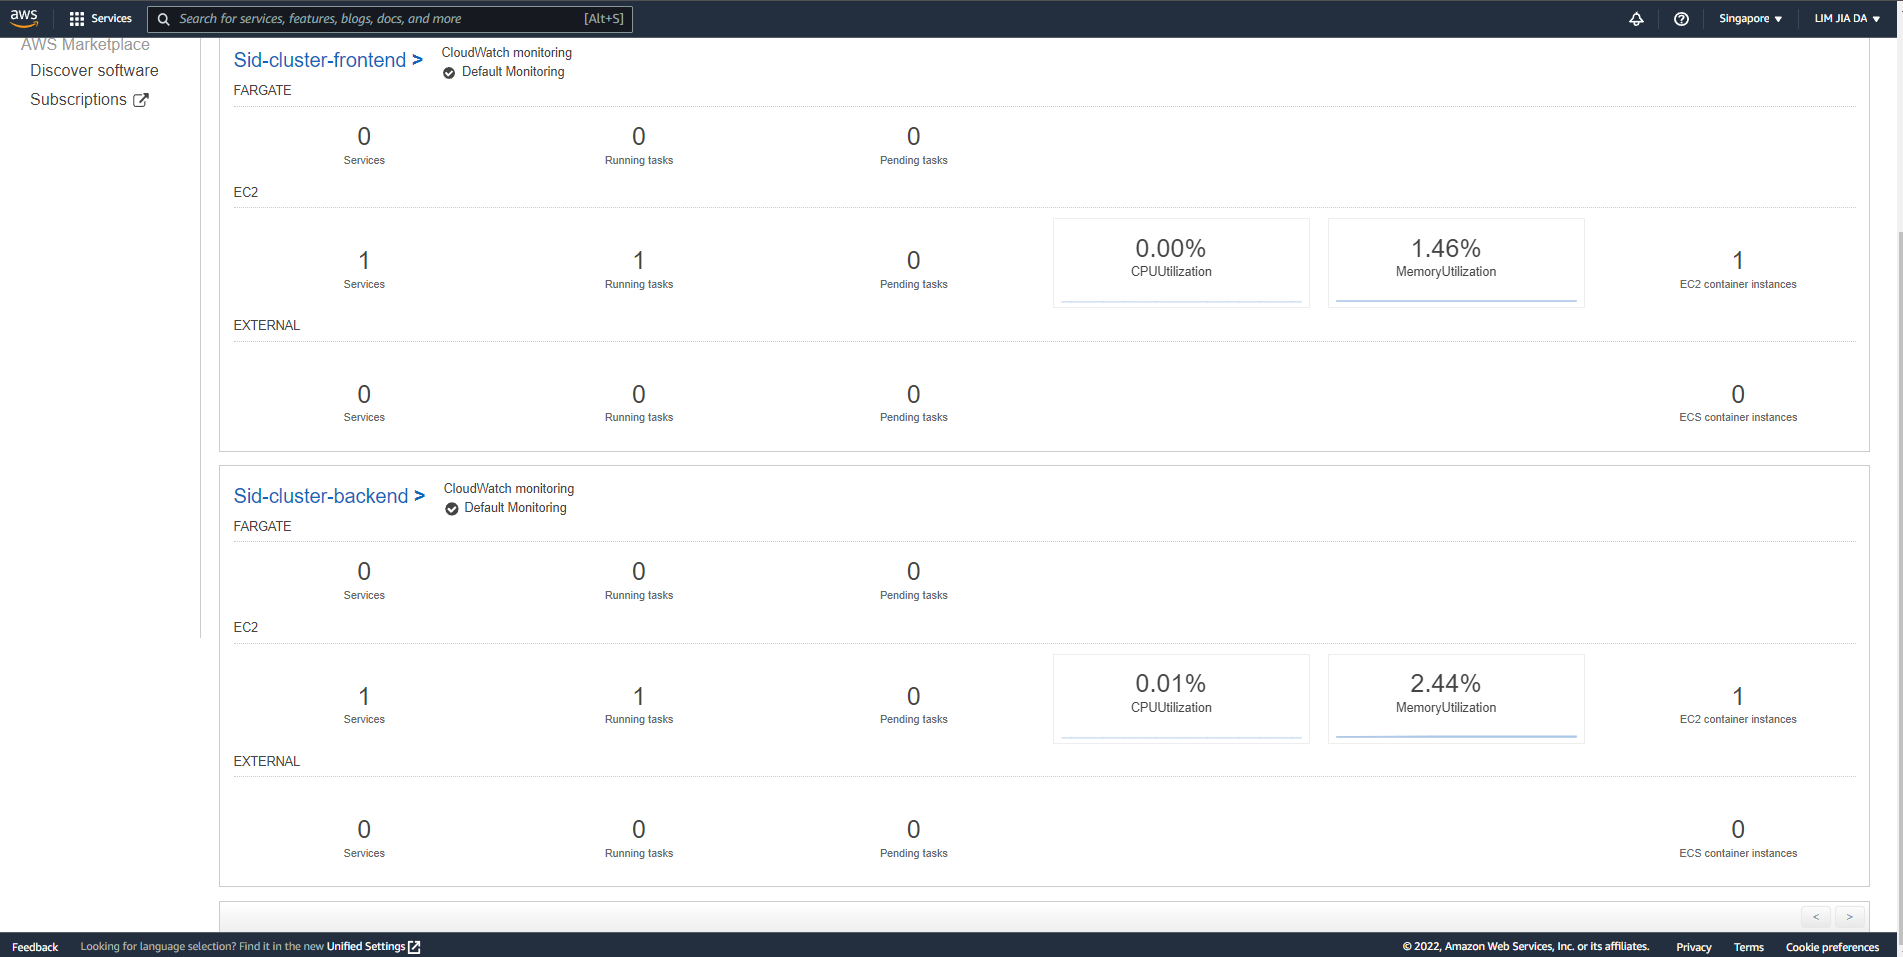 aws
Services
Search for services, features, blogs, docs, and more
[Alt+S]
Singapore
LIM JIA DA
AWS Marketplace
Discover software
Subscriptions
Sid-cluster-frontend >
CloudWatch monitoring
Default Monitoring
FARGATE
0
0
0
Services
Running tasks
Pending tasks
EC2
1
1
0
0.00%
1.46%
1
Services
Running tasks
Pending tasks
CPUUtilization
MemoryUtilization
EC2 container instances
EXTERNAL
0
0
0
0
Services
Running tasks
Pending tasks
ECS container instances
Sid-cluster-backend >
CloudWatch monitoring
Default Monitoring
FARGATE
0
0
0
Services
Running tasks
Pending tasks
EC2
1
1
0
0.01%
2.44%
1
Services
Running tasks
Pending tasks
CPUUtilization
MemoryUtilization
EC2 container instances
EXTERNAL
0
0
0
0
Services
Running tasks
Pending tasks
ECS container instances
< >
Feedback
Looking for language selection? Find it in the new Unified Settings
© 2022, Amazon Web Services, Inc. or its affiliates.
Privacy
Terms
Cookie preferences